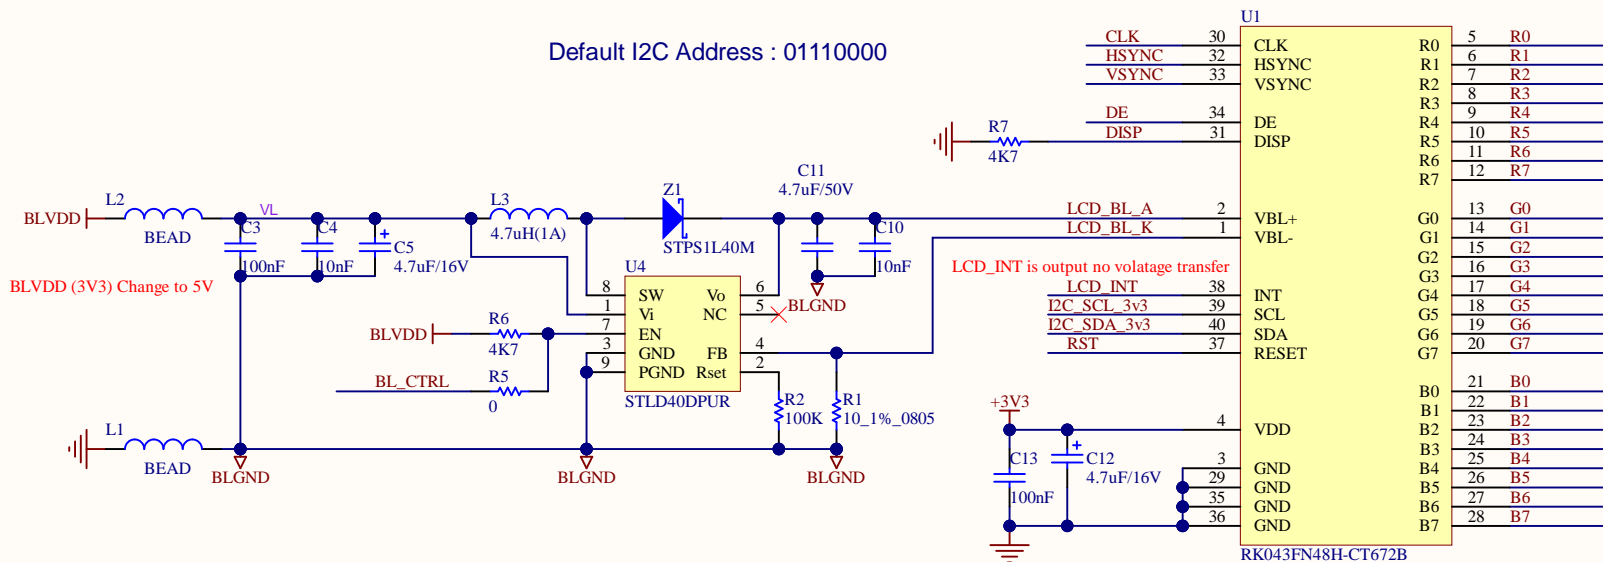 Default I2C Address : 01110000
U1
CLK 30 CLK R0 5 R0
HSYNC 32 HSYNC R1 6 R1
VSYNC 33 VSYNC R2 7 R2
R3 8 R3
DE 34 DE R4 9 R4
DISP 31 DISP R5 10 R5
R6 11 R6
R7 12 R7
R7
4K7
L2
BLVDD
BEAD
VL
C3
100nF
C4
10nF
C5
4.7uF/16V
L3
4.7uH(1A)
Z1
STPS1L40M
C11
4.7uF/50V
C10
10nF
BLGND
LCD_BL_A 2 VBL+ G0 13 G0
LCD_BL_K 1 VBL- G1 14 G1
G2 15 G2
G3 16 G3
LCD_INT is output no volatage transfer
LCD_INT 38 INT G4 17 G4
I2C_SCL_3v3 39 SCL G5 18 G5
I2C_SDA_3v3 40 SDA G6 19 G6
RST 37 RESET G7 20 G7
BLVDD (3V3) Change to 5V
U4
8 SW Vo 6
1 Vi NC 5
7 EN
3 GND FB 4
9 PGND Rset 2
STLD40DPUR
BLVDD
R6
4K7
BL_CTRL
R5
0
R2
100K
R1
10_1%_0805
L1
BEAD
BLGND
BLGND
BLGND
+3V3
B0 21 B0
B1 22 B1
4 VDD B2 23 B2
B3 24 B3
3 GND B4 25 B4
29 GND B5 26 B5
35 GND B6 27 B6
36 GND B7 28 B7
C13
100nF
C12
4.7uF/16V
RK043FN48H-CT672B